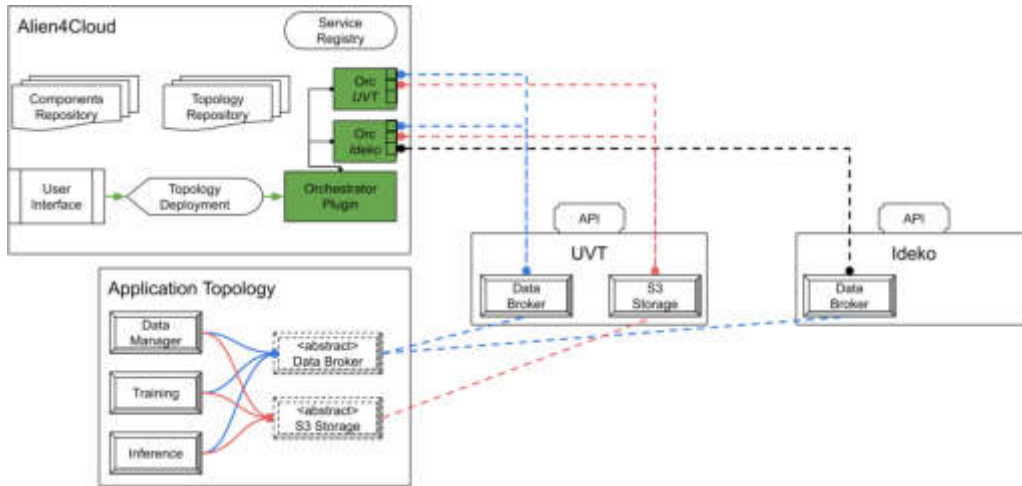 Alien4Cloud
Service
Registry
Components
Repository
Topology
Repository
Orc
UVT
Orc
Ideko
User
Interface
Topology
Deployment
Orchestrator
Plugin
API
UVT
Data
Broker
S3
Storage
API
Ideko
Data
Broker
Application Topology
Data
Manager
Training
Inference
<abstract>
Data Broker
<abstract>
S3 Storage